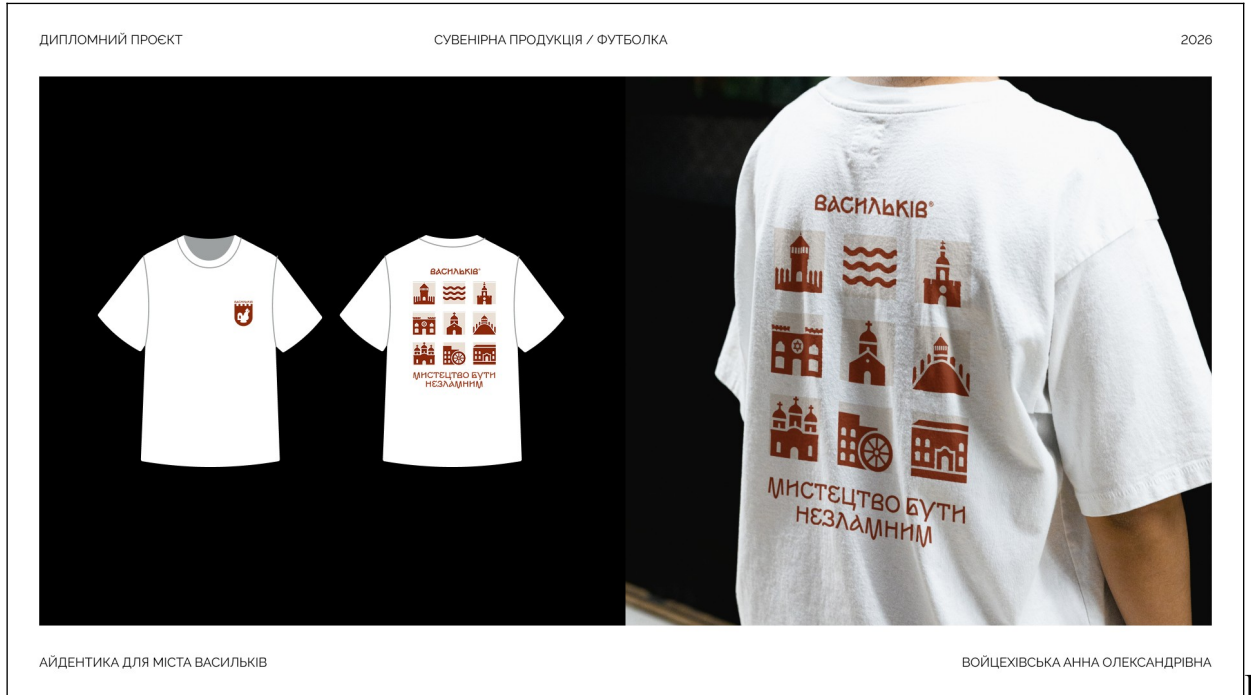 ДИПЛОМНИЙ ПРОЄКТ
СУВЕНІРНА ПРОДУКЦІЯ / ФУТБОЛКА
2026
ВАСИЛЬКІВ®
МИСТЕЦТВО БУТИ
НЕЗЛАМНИМ
ВАСИЛЬКІВ®
МИСТЕЦТВО БУТИ
НЕЗЛАМНИМ
АЙДЕНТИКА ДЛЯ МІСТА ВАСИЛЬКІВ
ВОЙЦЕХІВСЬКА АННА ОЛЕКСАНДРІВНА